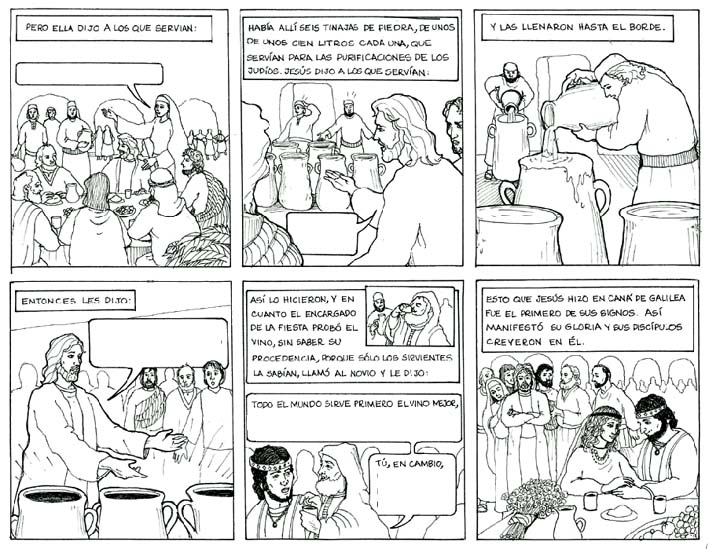 PERO ELLA DIJO A LOS QUE SERVIAN:
HABÍA ALLÍ SEIS TINAJAS DE PIEDRA, DE UNOS
DE UNOS CIEN LITROS CADA UNA, QUE
SERVÍAN PARA LAS PURIFICACIONES DE LOS
JUDÍOS. JESÚS DIJO A LOS QUE SERVÍAN:
Y LAS LLENARON HASTA EL BORDE.
ENTONCES LES DIJO:
ASÍ LO HICIERON, Y EN
CUANTO EL ENCARGADO
DE LA FIESTA PROBÓ EL
VINO, SIN SABER SU
PROCEDENCIA, PORQUE SÓLO LOS SIRVIENTES
LA SABÍAN, LLAMÓ AL NOVIO Y LE DIJO:
TODO EL MUNDO SIRVE PRIMERO EL VINO MEJOR,
TÚ, EN CAMBIO,
ESTO QUE JESÚS HIZO EN CANÁ DE GALILEA
FUE EL PRIMERO DE SUS SIGNOS. ASÍ
MANIFESTÓ SU GLORIA Y SUS DISCÍPULOS
CREYERON EN ÉL.